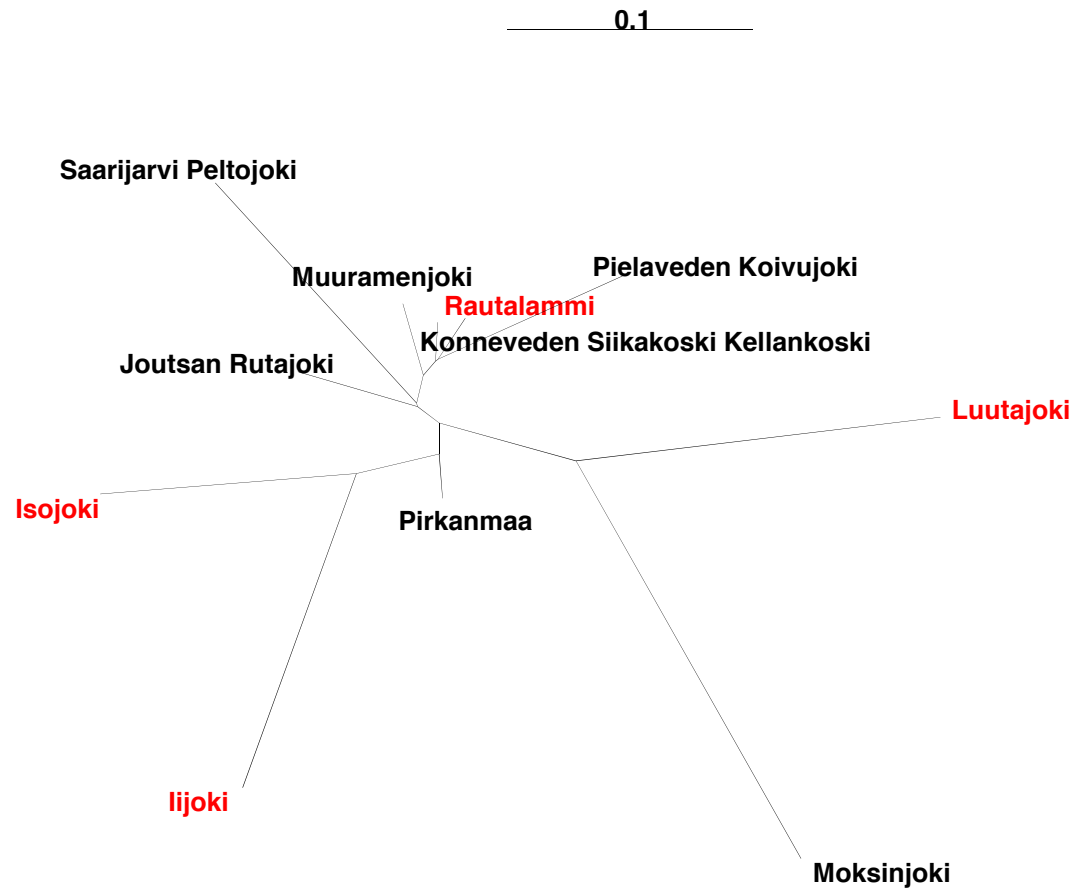 0.1
Saarijarvi Peltojoki
Pielaveden Koivujoki
Muuramenjoki
Rautalammi
Konneveden Siikakoski Kellankoski
Joutsan Rutajoki
Luutajoki
Isojoki
Pirkanmaa
Iijoki
Moksinjoki